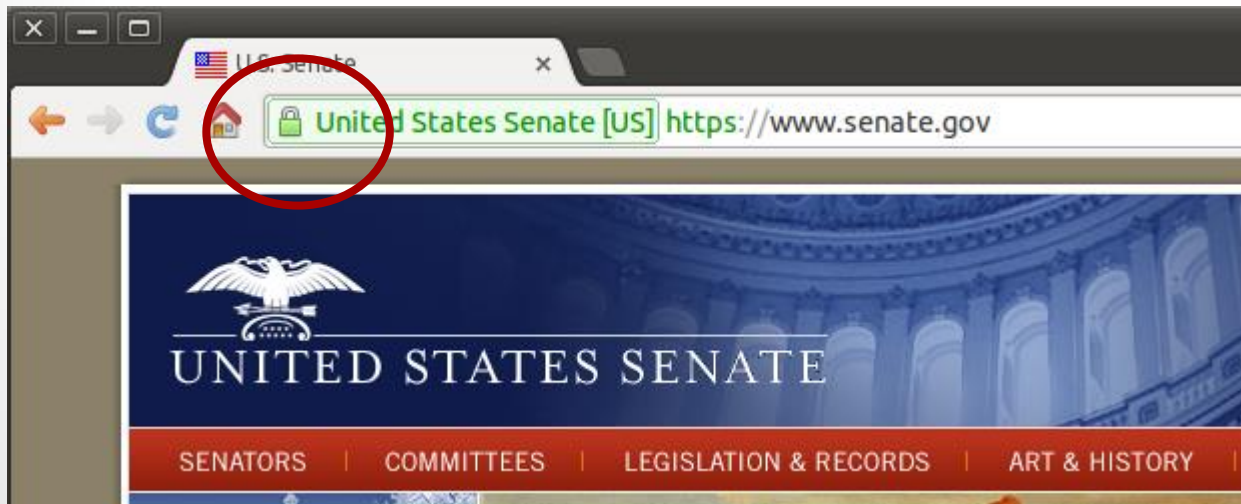 U.S. Senate
United States Senate [US] https://www.senate.gov
UNITED STATES SENATE
SENATORS | COMMITTEES | LEGISLATION & RECORDS | ART & HISTORY |